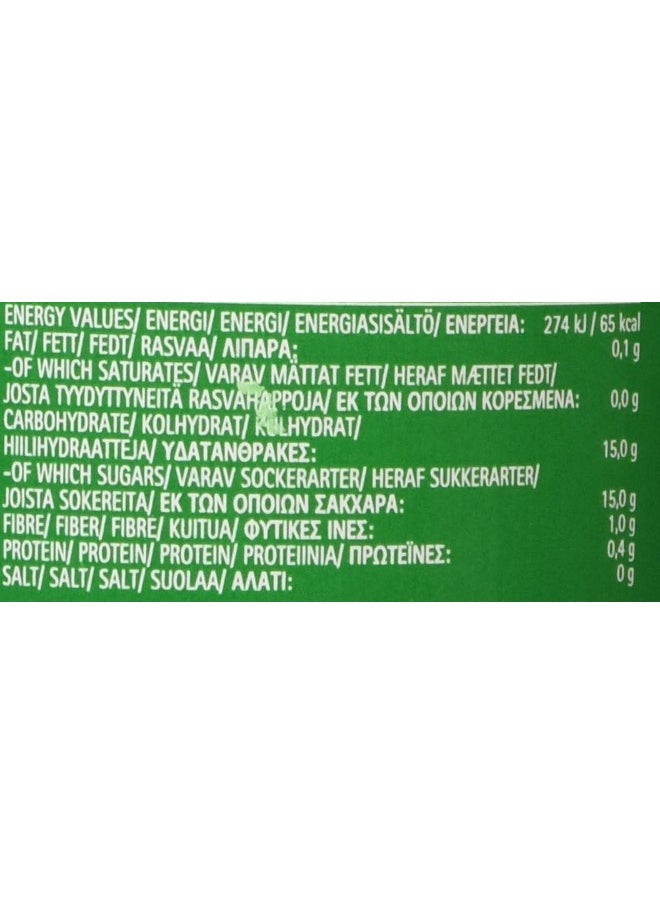 ENERGY VALUES/ ENERGI/ ENERGI/ ENERGIASISÄLTÖ/ ΕΝΕΡΓΕΙΑ: 274 kJ / 65 kcal
FAT/ FETT/ FEDT/ RASVAA/ ΛΙΠΑΡΑ: 0,1 g
-OF WHICH SATURATES/ VARAV MÄTTAT FETT/ HERAF MÆTTET FEDT/
JOSTA TYYDYTTYNEITÄ RASVAHAPPOJA/ ΕΚ ΤΩΝ ΟΠΟΙΩΝ ΚΟΡΕΣΜΕΝΑ: 0,0 g
CARBOHYDRATE/ KOLHYDRAT/ KULHYDRAT/
HIILIHYDRAATTEJA/ ΥΔΑΤΑΝΘΡΑΚΕΣ: 15,0 g
-OF WHICH SUGARS/ VARAV SOCKERARTER/ HERAF SUKKERARTER/
JOISTA SOKEREITA/ ΕΚ ΤΩΝ ΟΠΟΙΩΝ ΣΑΚΧΑΡΑ: 15,0 g
FIBRE/ FIBER/ FIBRE/ KUITUA/ ΦΥΤΙΚΕΣ ΙΝΕΣ: 1,0 g
PROTEIN/ PROTEIN/ PROTEIN/ PROTEIINIA/ ΠΡΩΤΕΪΝΕΣ: 0,4 g
SALT/ SALT/ SALT/ SUOLAA/ ΑΛΑΤΙ: 0 g